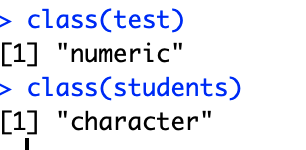 > class(test)
[1] "numeric"
> class(students)
[1] "character"